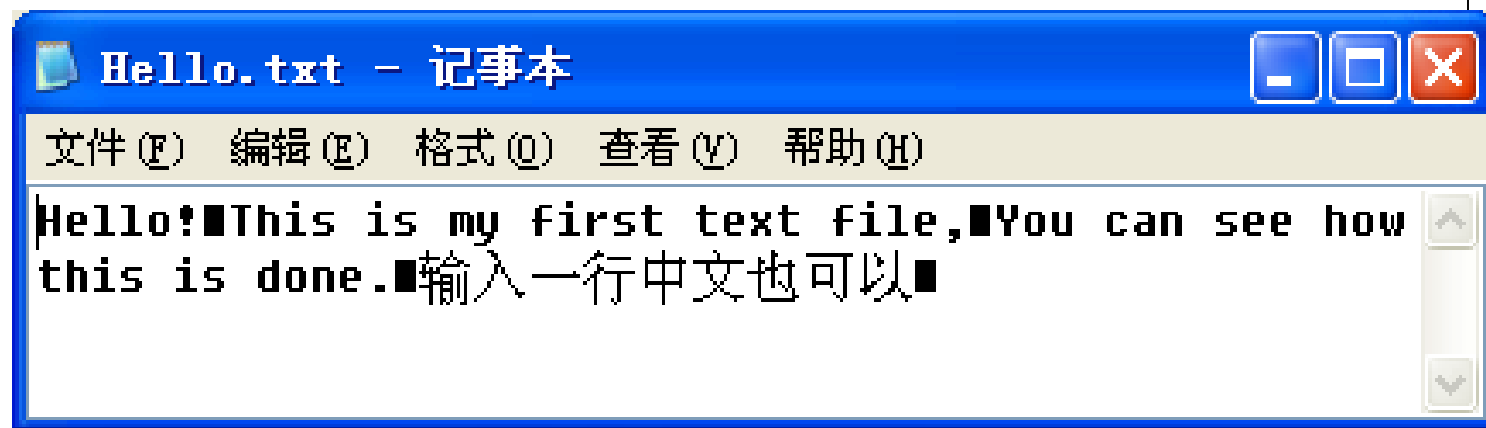 Hello.txt - 记事本
文件(F) 编辑(E) 格式(O) 查看(V) 帮助(H)
Hello!■This is my first text file,■You can see how
this is done.■输入一行中文也可以■